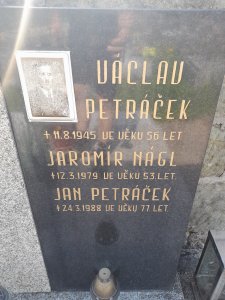 VÁCLAV
PETRÁČEK
+ 11.8.1945 VE VĚKU 56 LET
JAROMÍR NÁGL
+ 12.3.1979 VE VĚKU 53. LET.
JAN PETRÁČEK
+ 24.3.1988 VE VĚKU 77 LET.